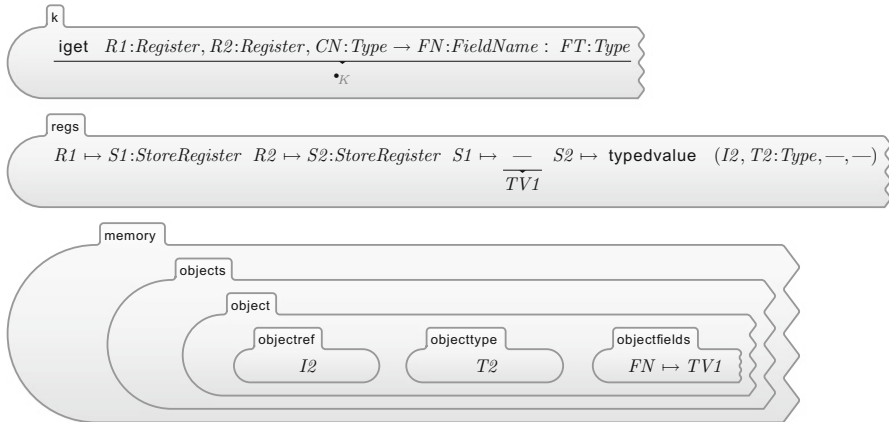 k
iget R1:Register, R2:Register, CN:Type → FN:FieldName : FT:Type
•K
regs
R1 ↦ S1:StoreRegister R2 ↦ S2:StoreRegister S1 ↦ — S2 ↦ typedvalue (I2, T2:Type, —, —)
TV1
memory
objects
object
objectref objecttype objectfields
I2 T2 FN ↦ TV1